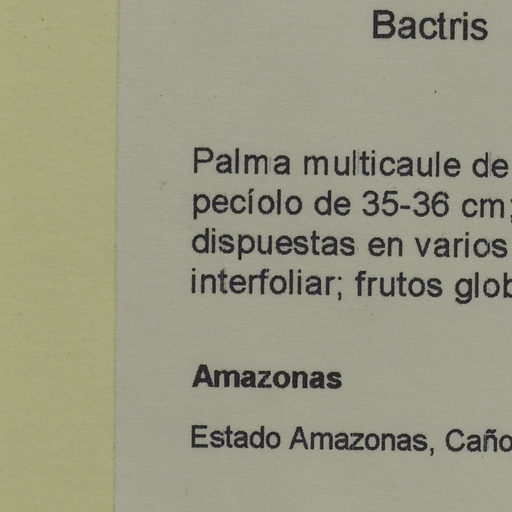 Bactris
Palma multicaule de
pecíolo de 35-36 cm;
dispuestas en varios
interfoliar; frutos glob
Amazonas
Estado Amazonas, Caño